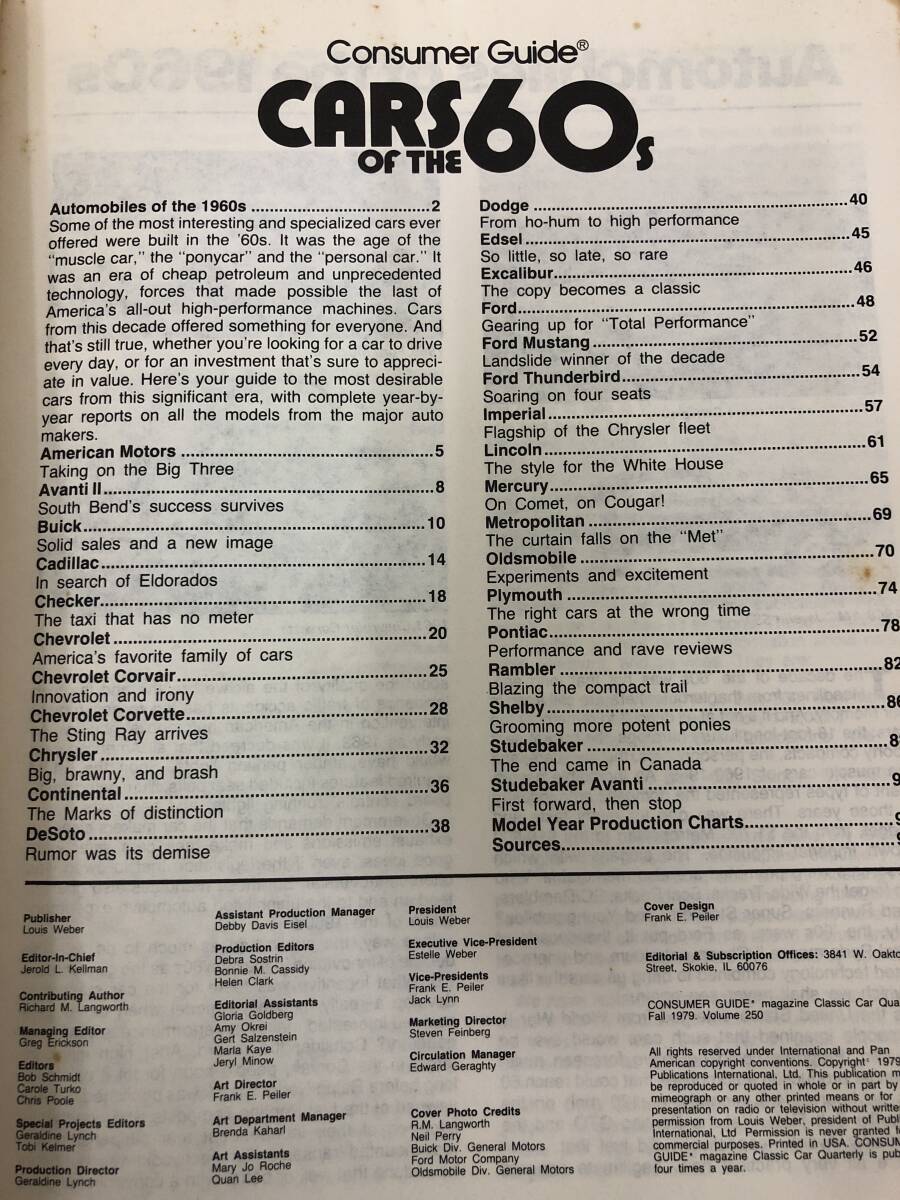 Consumer Guide®
CARS
OF THE
60s
Automobiles of the 1960s ..............................2
Some of the most interesting and specialized cars ever
offered were built in the '60s. It was the age of the
“muscle car,” the “ponycar” and the “personal car.” It
was an era of cheap petroleum and unprecedented
technology, forces that made possible the last of
America's all-out high-performance machines. Cars
from this decade offered something for everyone. And
that's still true, whether you're looking for a car to drive
every day, or for an investment that's sure to appreci-
ate in value. Here's your guide to the most desirable
cars from this significant era, with complete year-by-
year reports on all the models from the major auto
makers.
American Motors ..............................5
Taking on the Big Three
Avanti II..............................8
South Bend's success survives
Buick..............................10
Solid sales and a new image
Cadillac..............................14
In search of Eldorados
Checker..............................18
The taxi that has no meter
Chevrolet ..............................20
America's favorite family of cars
Chevrolet Corvair..............................25
Innovation and irony
Chevrolet Corvette..............................28
The Sting Ray arrives
Chrysler ..............................32
Big, brawny, and brash
Continental ..............................36
The Marks of distinction
DeSoto ..............................38
Rumor was its demise
Dodge ..............................40
From ho-hum to high performance
Edsel..............................45
So little, so late, so rare
Excalibur..............................46
The copy becomes a classic
Ford..............................48
Gearing up for “Total Performance”
Ford Mustang..............................52
Landslide winner of the decade
Ford Thunderbird..............................54
Soaring on four seats
Imperial..............................57
Flagship of the Chrysler fleet
Lincoln..............................61
The style for the White House
Mercury..............................65
On Comet, on Cougar!
Metropolitan ..............................69
The curtain falls on the “Met”
Oldsmobile ..............................70
Experiments and excitement
Plymouth ..............................74
The right cars at the wrong time
Pontiac..............................78
Performance and rave reviews
Rambler ..............................82
Blazing the compact trail
Shelby..............................86
Grooming more potent ponies
Studebaker ..............................8
The end came in Canada
Studebaker Avanti ..............................9
First forward, then stop
Model Year Production Charts..............................9
Sources..............................9
Publisher
Louis Weber
Editor-In-Chief
Jerold L. Kellman
Contributing Author
Richard M. Langworth
Managing Editor
Greg Erickson
Editors
Bob Schmidt
Carole Turko
Chris Poole
Special Projects Editors
Geraldine Lynch
Tobi Kelmer
Production Director
Geraldine Lynch
Assistant Production Manager
Debby Davis Eisel
Production Editors
Debra Sostrin
Bonnie M. Cassidy
Helen Clark
Editorial Assistants
Gloria Goldberg
Amy Okrei
Gert Salzenstein
Marla Kaye
Jeryl Minow
Art Director
Frank E. Peiler
Art Department Manager
Brenda Kaharl
Art Assistants
Mary Jo Roche
Quan Lee
President
Louis Weber
Executive Vice-President
Estelle Weber
Vice-Presidents
Frank E. Peiler
Jack Lynn
Marketing Director
Steven Feinberg
Circulation Manager
Edward Geraghty
Cover Photo Credits
R.M. Langworth
Neil Perry
Buick Div. General Motors
Ford Motor Company
Oldsmobile Div. General Motors
Cover Design
Frank E. Peiler
Editorial & Subscription Offices: 3841 W. Oakto
Street, Skokie, IL 60076
CONSUMER GUIDE* magazine Classic Car Qua
Fall 1979. Volume 250
All rights reserved under International and Pan
American copyright conventions. Copyright 1979
Publications International, Ltd. This publication m
be reproduced or quoted in whole or in part by
mimeograph or any other printed means or for
presentation on radio or television without writte
permission from Louis Weber, president of Publi
International, Ltd Permission is never granted f
commercial purposes. Printed in USA. CONSUM
GUIDE* magazine Classic Car Quarterly is pub
four times a year.